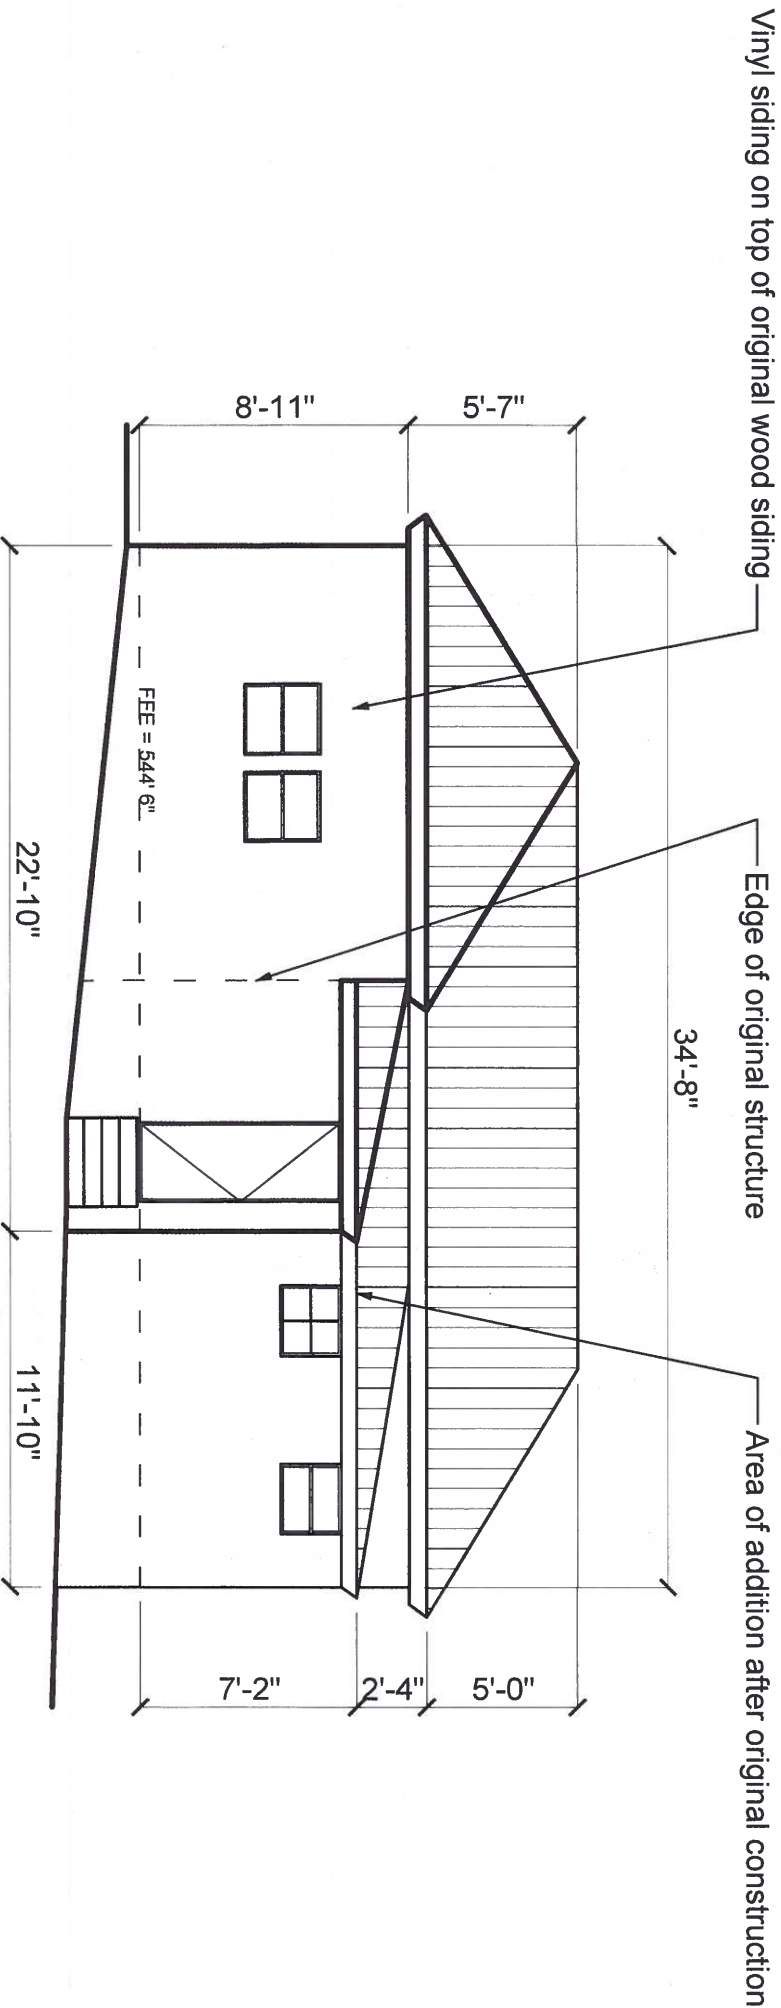 Vinyl siding on top of original wood siding
Edge of original structure
Area of addition after original construction
34'-8"
5'-7"
8'-11"
5'-0"
2'-4"
7'-2"
FFE = 544' 6"
22'-10"
11'-10"